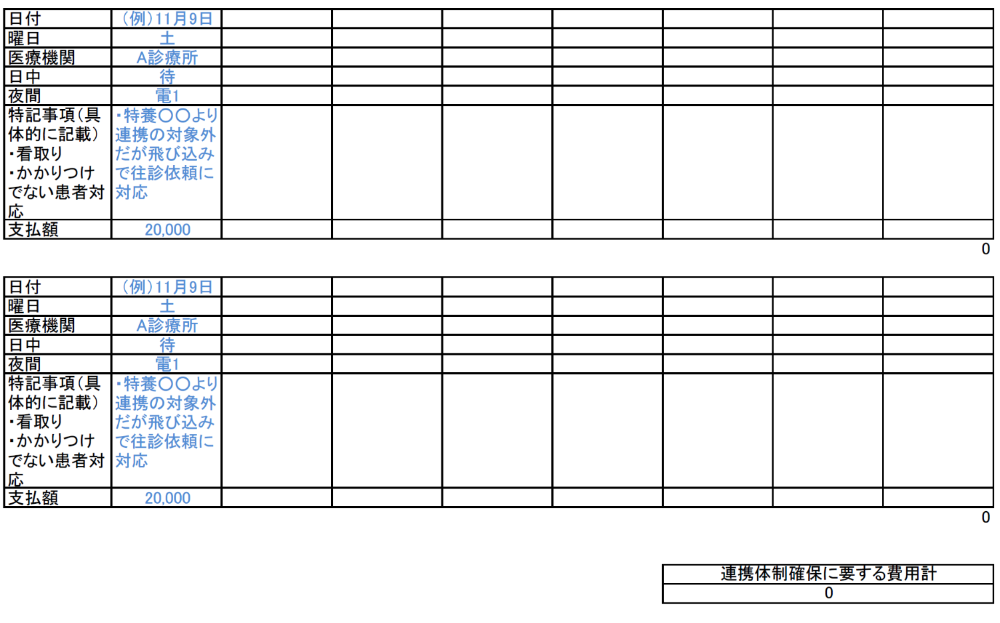 日付 （例）11月9日
曜日 土
医療機関 A診療所
日中 待
夜間 電1
特記事項（具 ・特養〇〇より
体的に記載） 連携の対象外
・看取り だが飛び込み
・かかりつけ で往診依頼に
でない患者対 対応
応
支払額 20,000
0
日付 （例）11月9日
曜日 土
医療機関 A診療所
日中 待
夜間 電1
特記事項（具 ・特養〇〇より
体的に記載） 連携の対象外
・看取り だが飛び込み
・かかりつけ で往診依頼に
でない患者対 対応
応
支払額 20,000
0
連携体制確保に要する費用計
0